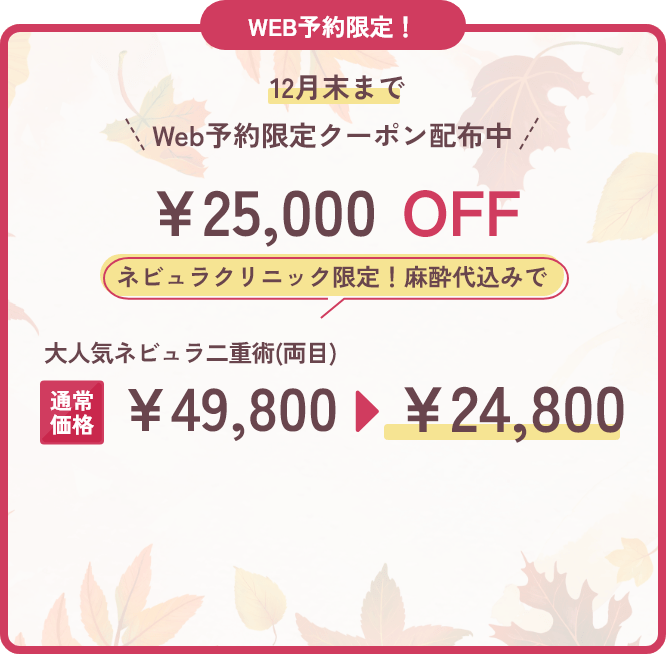 WEB予約限定！
12月末まで
Web予約限定クーポン配布中
￥25,000 OFF
ネビュラクリニック限定！麻酔代込みで
大人気ネビュラ二重術(両目)
通常価格 ￥49,800 ▶ ￥24,800